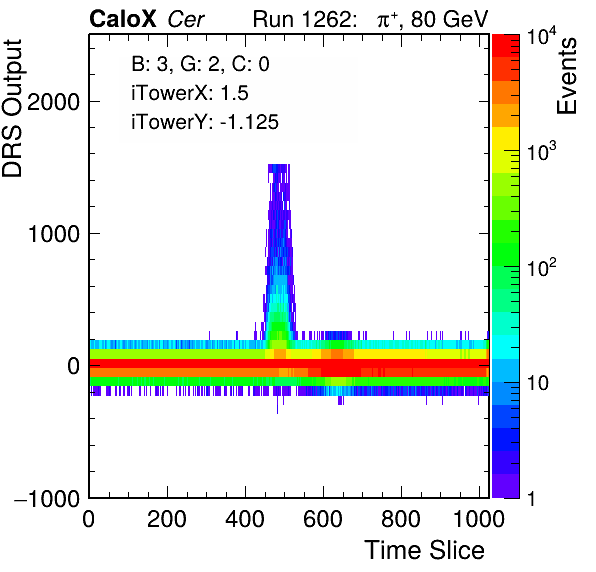 CaloX Cer Run 1262: π⁺, 80 GeV
B: 3, G: 2, C: 0
iTowerX: 1.5
iTowerY: -1.125
DRS Output
2000
1000
0
−1000
0 200 400 600 800 1000
Time Slice
Events
10⁴
10³
10²
10
1